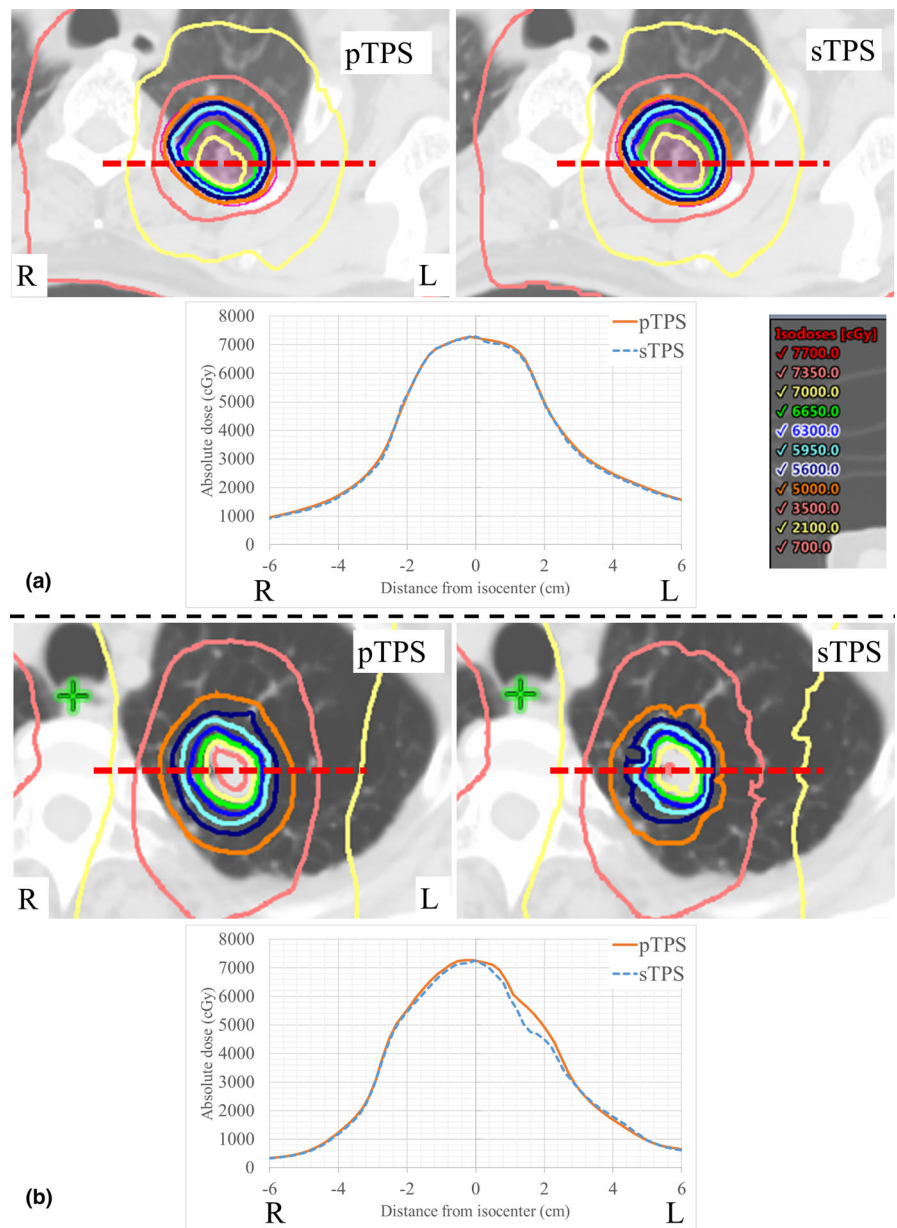 pTPS
sTPS
R
L
8000
7000
6000
5000
4000
3000
2000
1000
0
Absolute dose (cGy)
pTPS
sTPS
-6
-4
-2
0
2
4
6
R
Distance from isocenter (cm)
L
Isodoses [cGy]
✓ 7700.0
✓ 7350.0
✓ 7000.0
✓ 6650.0
✓ 6300.0
✓ 5950.0
✓ 5600.0
✓ 5000.0
✓ 3500.0
✓ 2100.0
✓ 700.0
(a)
pTPS
sTPS
R
L
8000
7000
6000
5000
4000
3000
2000
1000
0
Absolute dose (cGy)
pTPS
sTPS
-6
-4
-2
0
2
4
6
R
Distance from isocenter (cm)
L
(b)